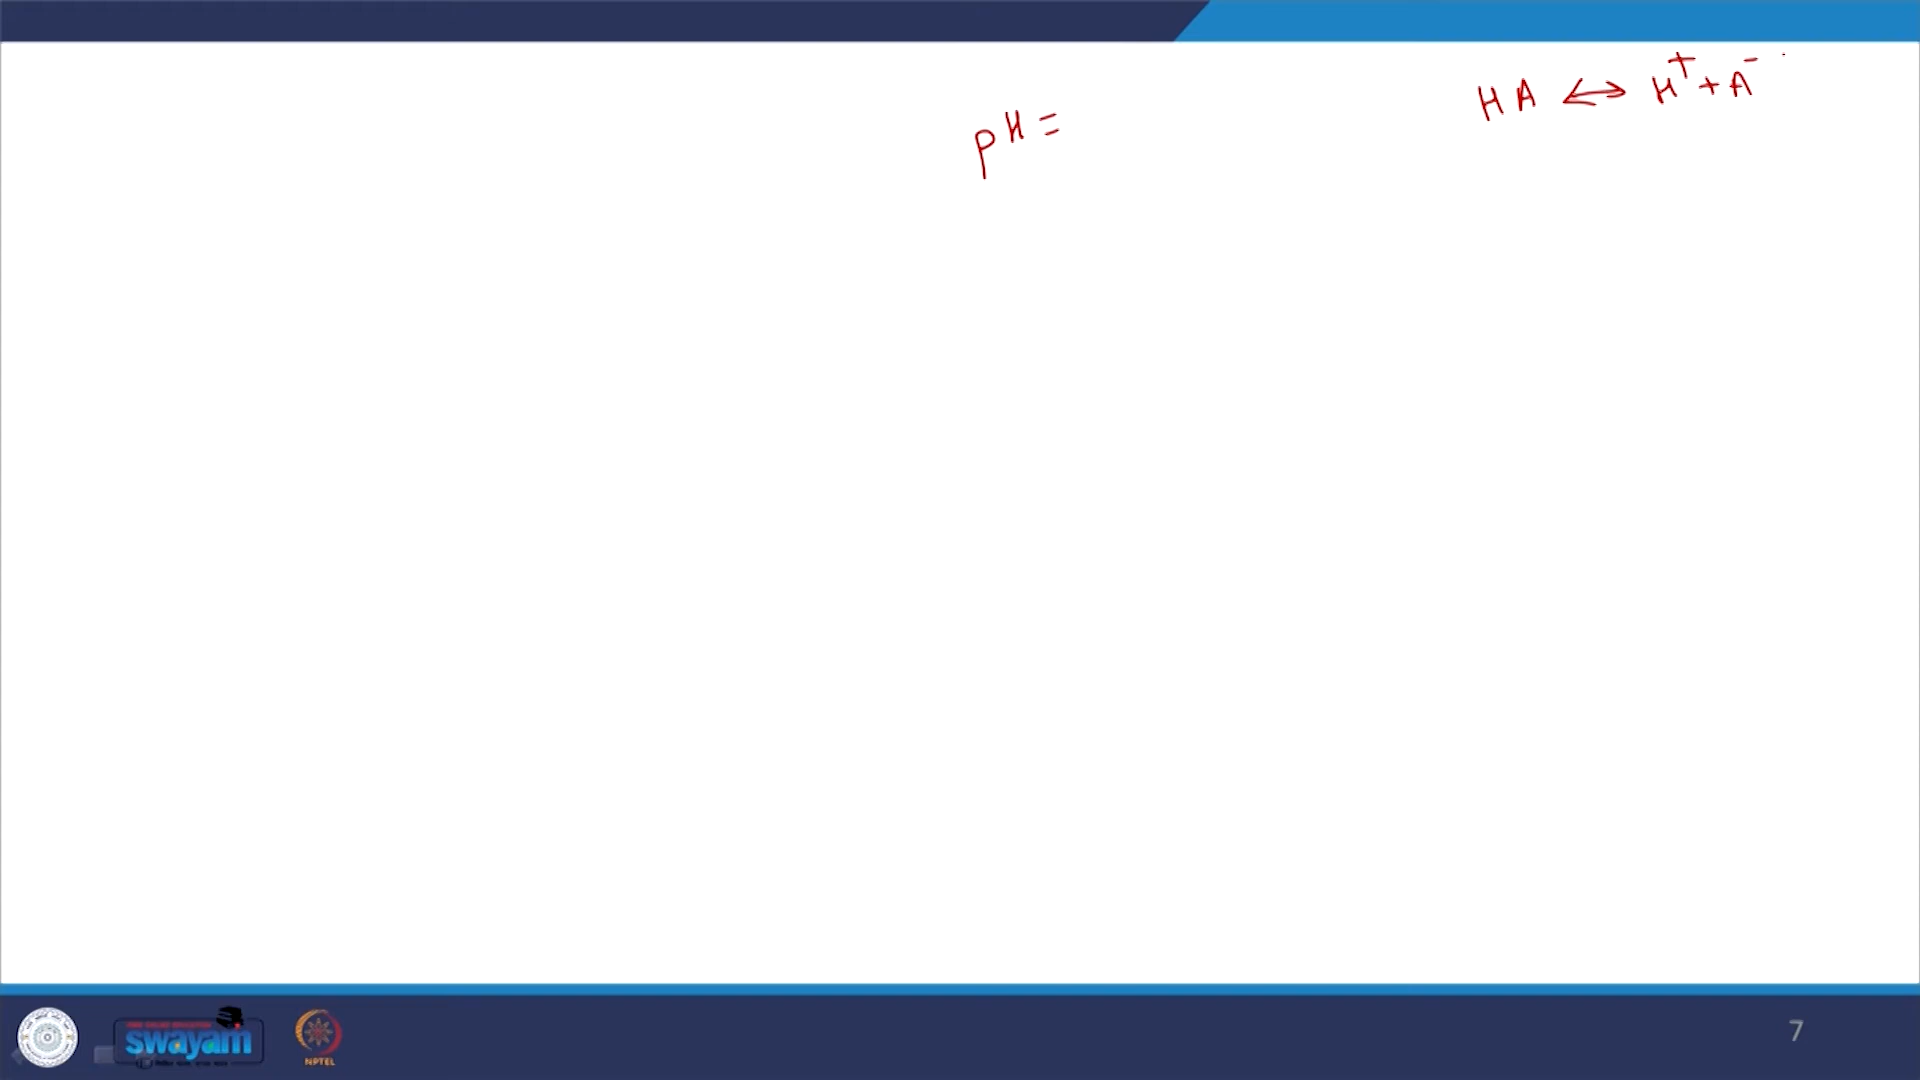 pH =
HA ⟷ H⁺ + A⁻
swayam
NPTEL
7